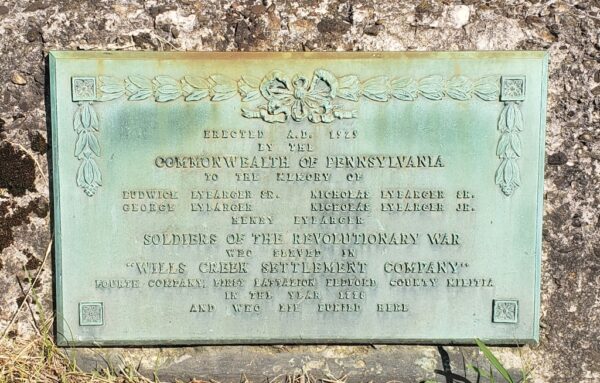 ERECTED A.D. 1929
BY THE
COMMONWEALTH OF PENNSYLVANIA
TO THE MEMORY OF
LUDWICK LYBARGER SR. NICHOLAS LYBARGER SR.
GEORGE LYBARGER NICHOLAS LYBARGER JR.
HENRY LYBARGER
SOLDIERS OF THE REVOLUTIONARY WAR
WHO SERVED IN
"WILLS CREEK SETTLEMENT COMPANY"
FOURTH COMPANY, FIRST BATTALION BEDFORD COUNTY MILITIA
IN THE YEAR
AND WHO LIE BURIED HERE